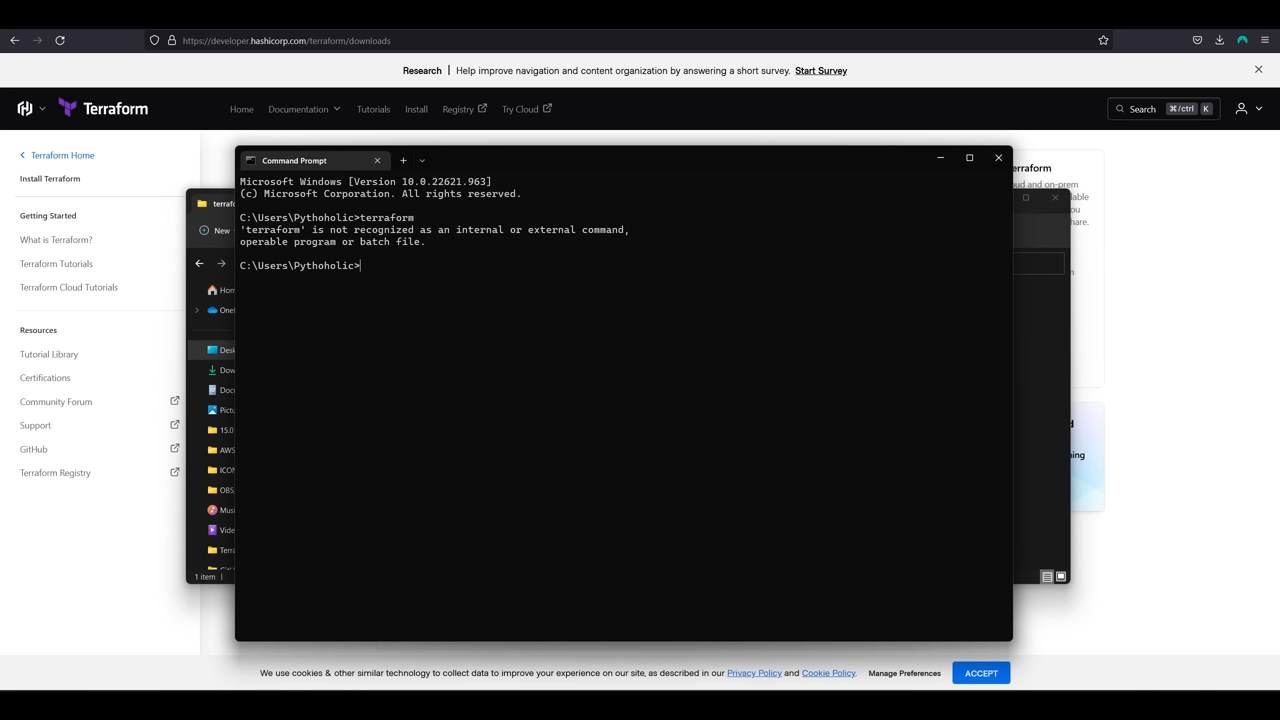 https://developer.hashicorp.com/terraform/downloads
Research | Help improve navigation and content organization by answering a short survey. Start Survey
Terraform
Home
Documentation
Tutorials
Install
Registry
Try Cloud
Search
⌘/ctrl
K
Terraform Home
Install Terraform
Getting Started
What is Terraform?
Terraform Tutorials
Terraform Cloud Tutorials
Resources
Tutorial Library
Certifications
Community Forum
Support
GitHub
Terraform Registry
New
15.0
AWS
1 item
Command Prompt
Microsoft Windows [Version 10.0.22621.963]
(c) Microsoft Corporation. All rights reserved.
C:\Users\Pythoholic>terraform
'terraform' is not recognized as an internal or external command,
operable program or batch file.
C:\Users\Pythoholic>
We use cookies & other similar technology to collect data to improve your experience on our site, as described in our Privacy Policy and Cookie Policy.
Manage Preferences
ACCEPT